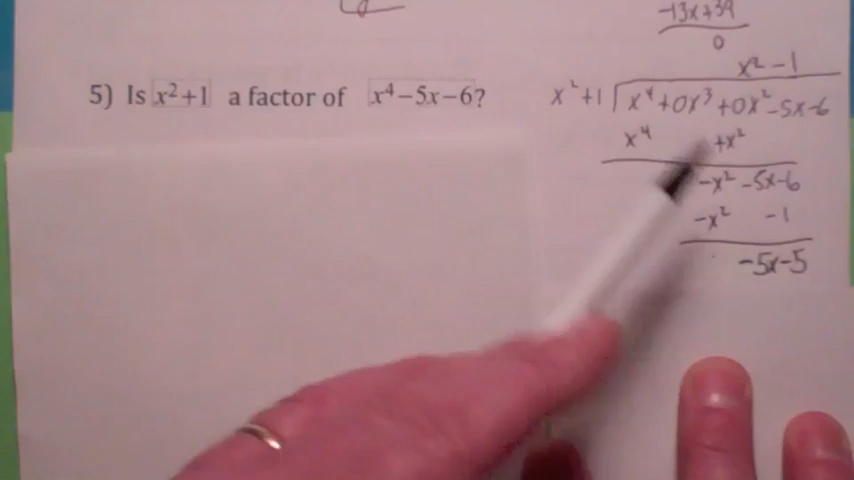 -13x+39
0
x² - 1
5) Is x²+1 a factor of x⁴−5x−6?
x²+1 x⁴+0x³+0x²-5x-6
x⁴ +x²
-x² -5x-6
-x² -1
-5x-5